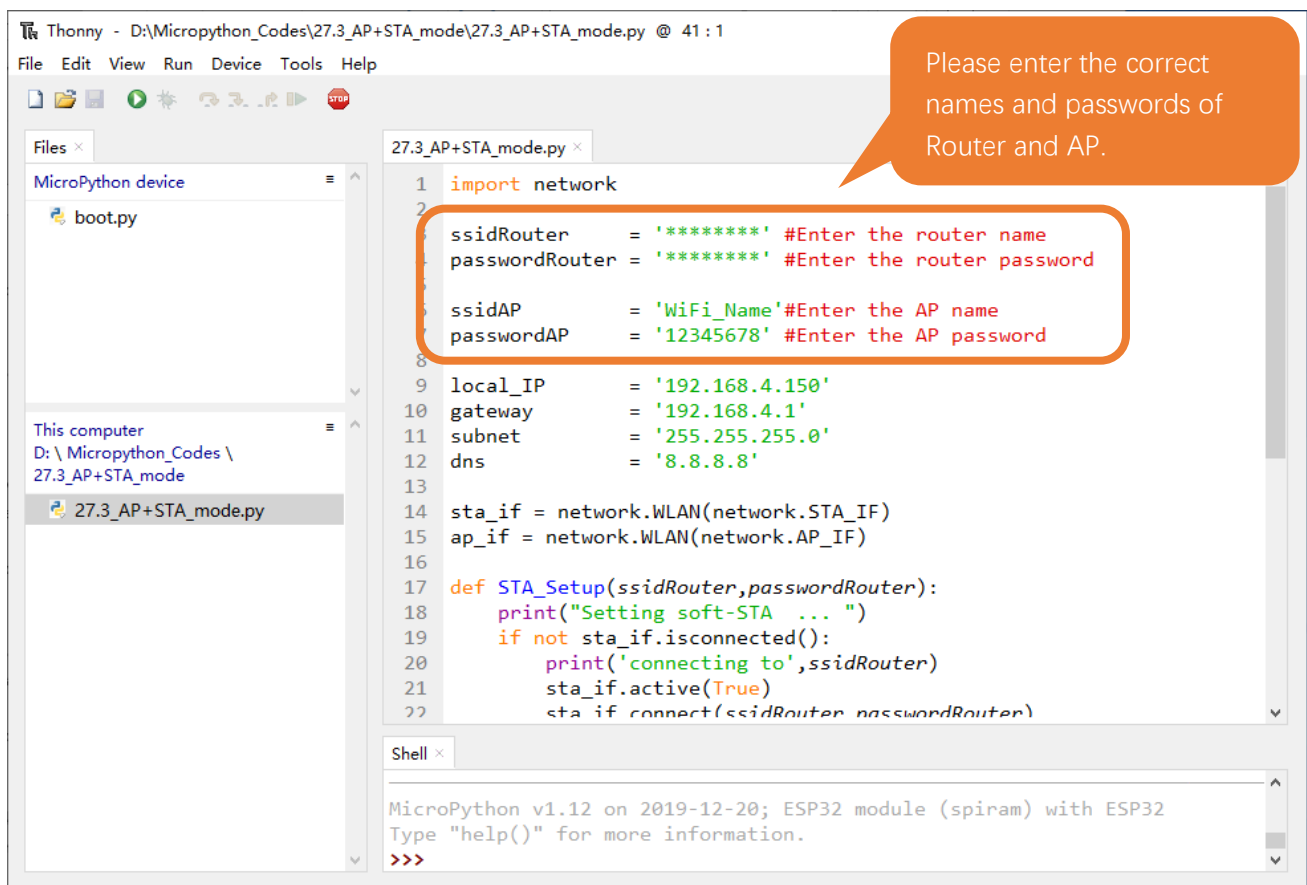 Thonny - D:\Micropython_Codes\27.3_AP+STA_mode\27.3_AP+STA_mode.py @ 41 : 1
File Edit View Run Device Tools Help
STOP
Please enter the correct
names and passwords of
Router and AP.
Files ×
MicroPython device
boot.py
This computer
D: \ Micropython_Codes \
27.3_AP+STA_mode
27.3_AP+STA_mode.py
27.3_AP+STA_mode.py ×
1 import network
2
3 ssidRouter      = '********' #Enter the router name
4 passwordRouter = '********' #Enter the router password
5
6 ssidAP          = 'WiFi_Name'#Enter the AP name
7 passwordAP      = '12345678' #Enter the AP password
8
9 local_IP        = '192.168.4.150'
10 gateway         = '192.168.4.1'
11 subnet          = '255.255.255.0'
12 dns             = '8.8.8.8'
13
14 sta_if = network.WLAN(network.STA_IF)
15 ap_if = network.WLAN(network.AP_IF)
16
17 def STA_Setup(ssidRouter,passwordRouter):
18     print("Setting soft-STA  ... ")
19     if not sta_if.isconnected():
20         print('connecting to',ssidRouter)
21         sta_if.active(True)
22         sta_if.connect(ssidRouter,passwordRouter)
Shell ×
MicroPython v1.12 on 2019-12-20; ESP32 module (spiram) with ESP32
Type "help()" for more information.
>>>